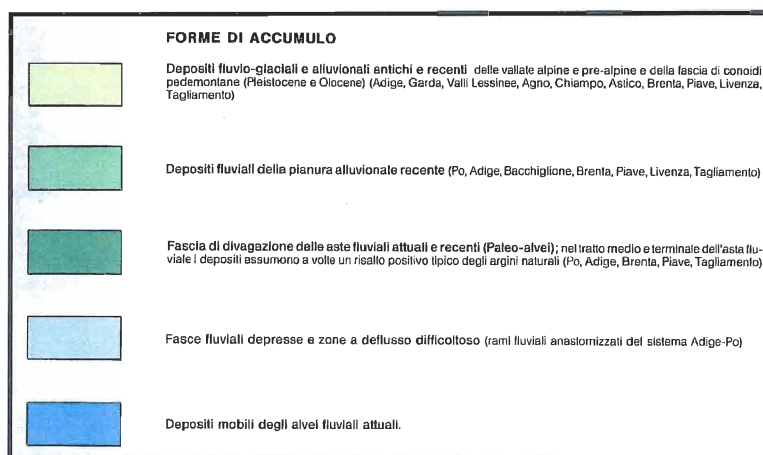 FORME DI ACCUMULO
Depositi fluvio-glaciali e alluvionali antichi e recenti delle vallate alpine e pre-alpine e della fascia di conoidi
pedemontane (Pleistocene e Olocene) (Adige, Garda, Valli Lessinee, Agno, Chiampo, Astico, Brenta, Piave, Livenza,
Tagliamento)
Depositi fluviali della pianura alluvionale recente (Po, Adige, Bacchiglione, Brenta, Piave, Livenza, Tagliamento)
Fascia di divagazione delle aste fluviali attuali e recenti (Paleo-alvei); nel tratto medio e terminale dell'asta flu-
viale i depositi assumono a volte un risalto positivo tipico degli argini naturali (Po, Adige, Brenta, Piave, Tagliamento)
Fasce fluviali depresse e zone a deflusso difficoltoso (rami fluviali anastomizzati del sistema Adige-Po)
Depositi mobili degli alvei fluviali attuali.